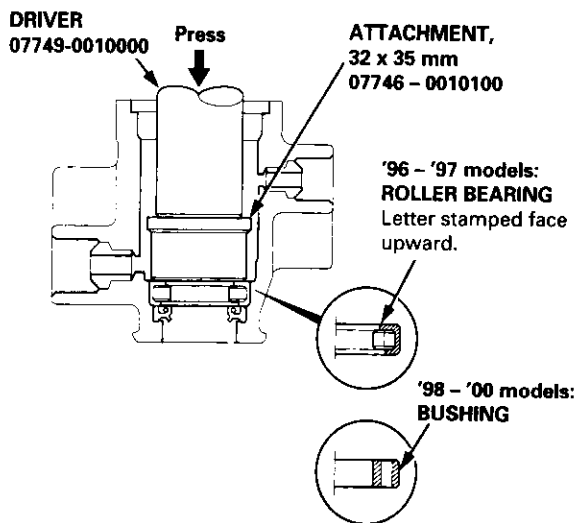 DRIVER
07749-0010000
Press
ATTACHMENT,
32 x 35 mm
07746 – 0010100
'96 – '97 models:
ROLLER BEARING
Letter stamped face
upward.
'98 – '00 models:
BUSHING